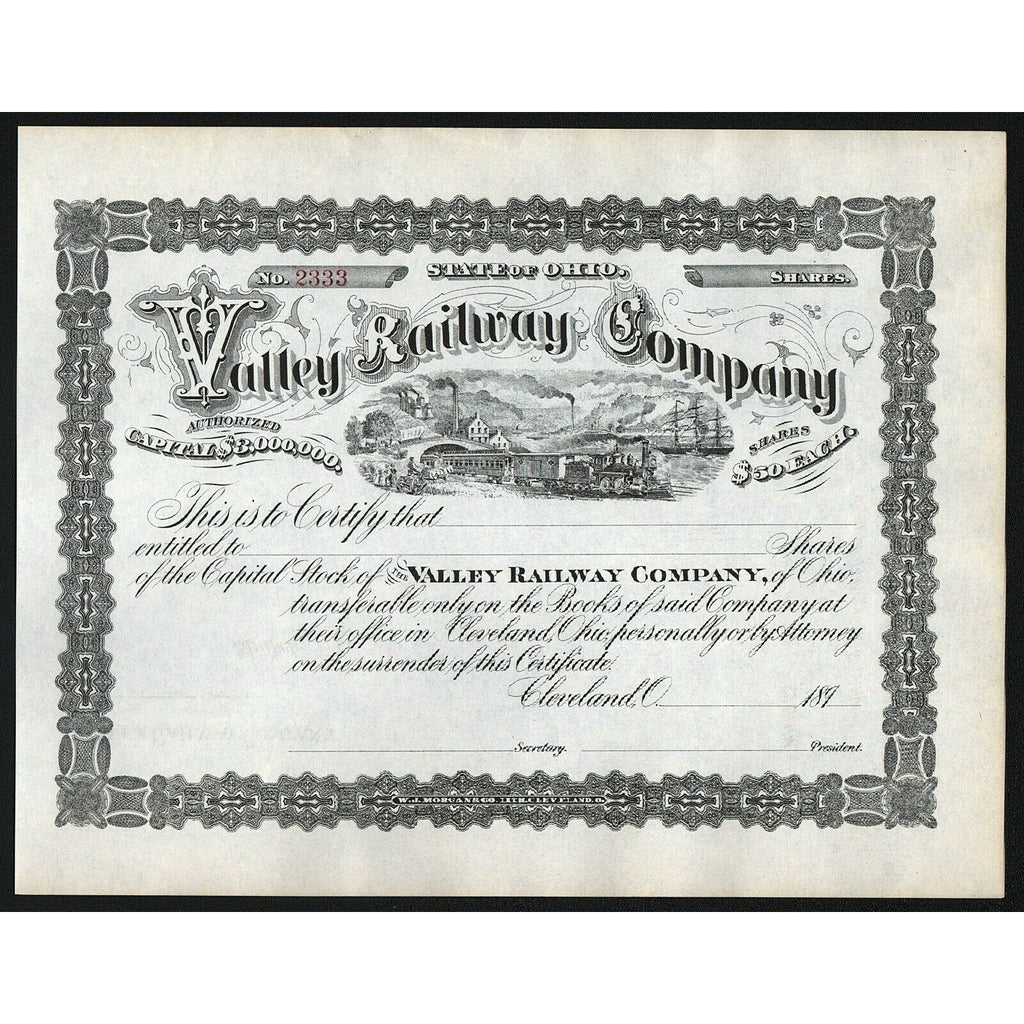 No. 2333
STATE OF OHIO.
SHARES.
Valley Railway Company
AUTHORIZED
CAPITAL $3,000,000.
SHARES
$50 EACH.
This is to Certify that
entitled to Shares
of the Capital Stock of THE VALLEY RAILWAY COMPANY, of Ohio,
transferable only on the Books of said Company at
their office in Cleveland, Ohio, personally or by Attorney
on the surrender of this Certificate.
Cleveland, O. 189
Secretary. President.
W. J. MORGAN & CO. LITH. CLEVELAND. O.